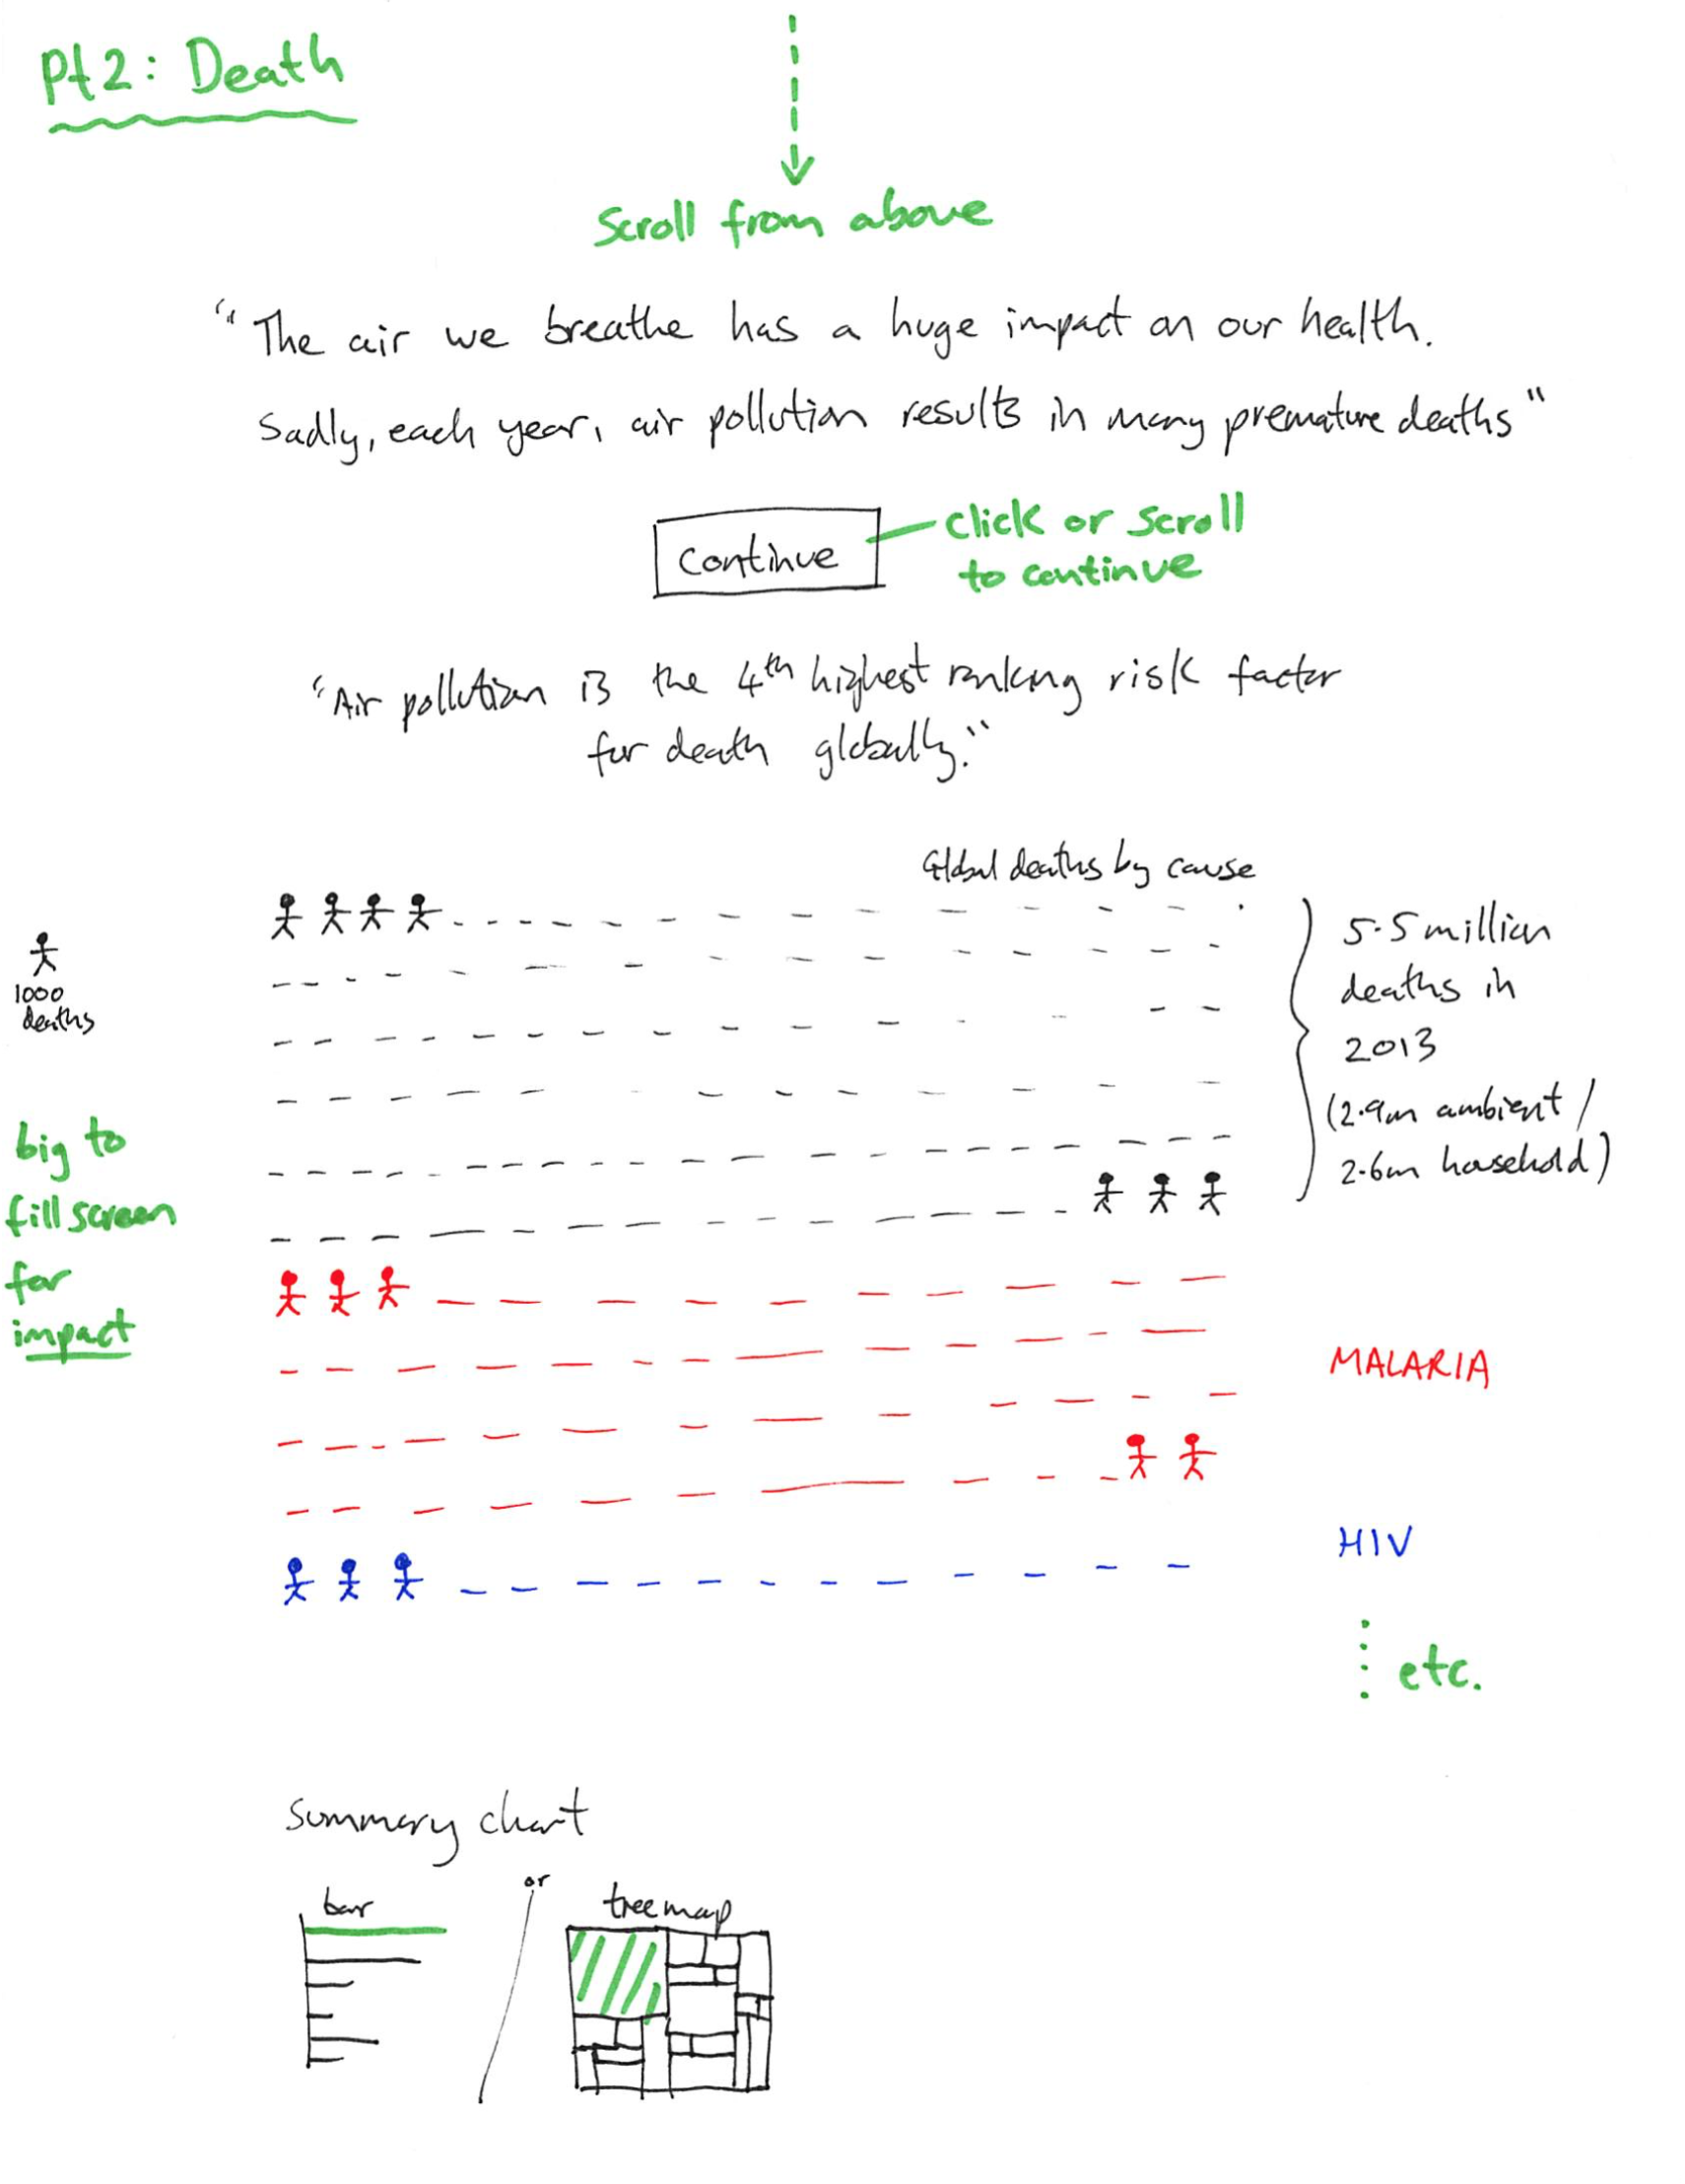 Pt2: Death
Scroll from above
"The air we breathe has a huge impact on our health.
Sadly, each year, air pollution results in many premature deaths"
Continue
click or scroll
to continue
"Air pollution is the 4th highest ranking risk factor
for death globally."
Global deaths by cause
1000
deaths
5.5 million
deaths in
2013
(2.9m ambient /
2.6m household)
big to
fill screen
for
impact
MALARIA
HIV
etc.
Summary chart
bar
or
treemap